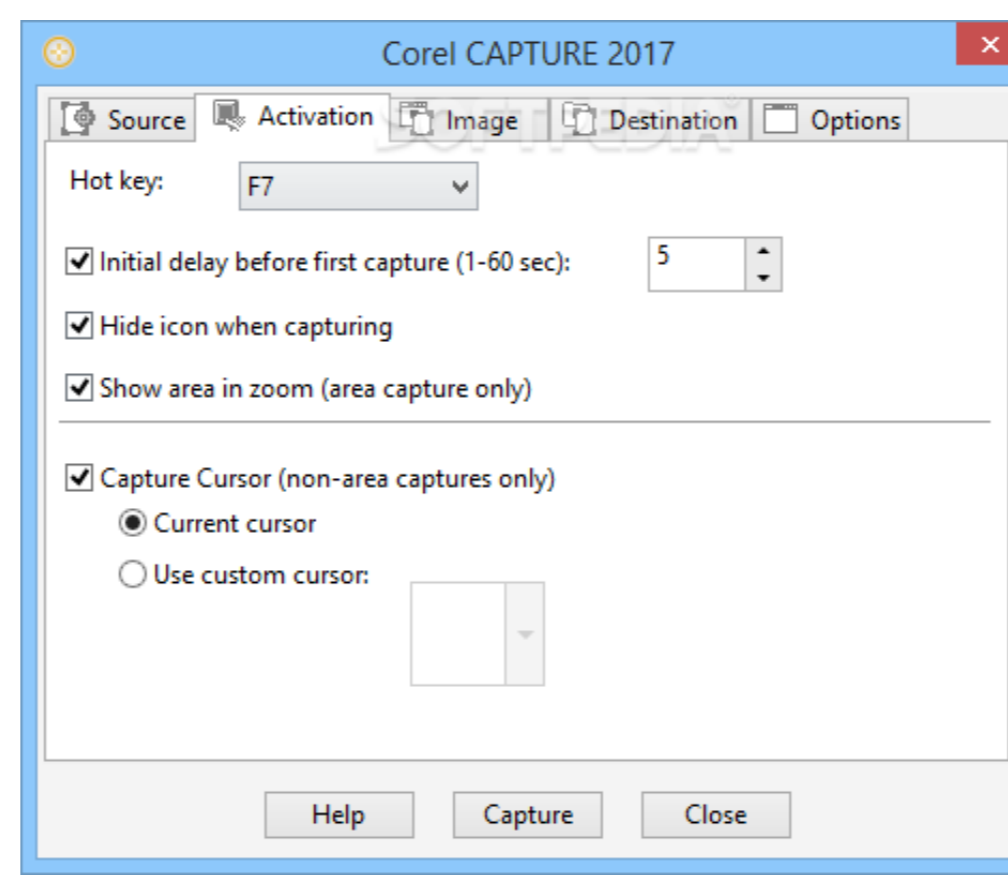 Corel CAPTURE 2017
Source Activation Image Destination Options
SOFTPEDIA®
Hot key: F7
Initial delay before first capture (1-60 sec): 5
Hide icon when capturing
Show area in zoom (area capture only)
Capture Cursor (non-area captures only)
Current cursor
Use custom cursor:
Help Capture Close